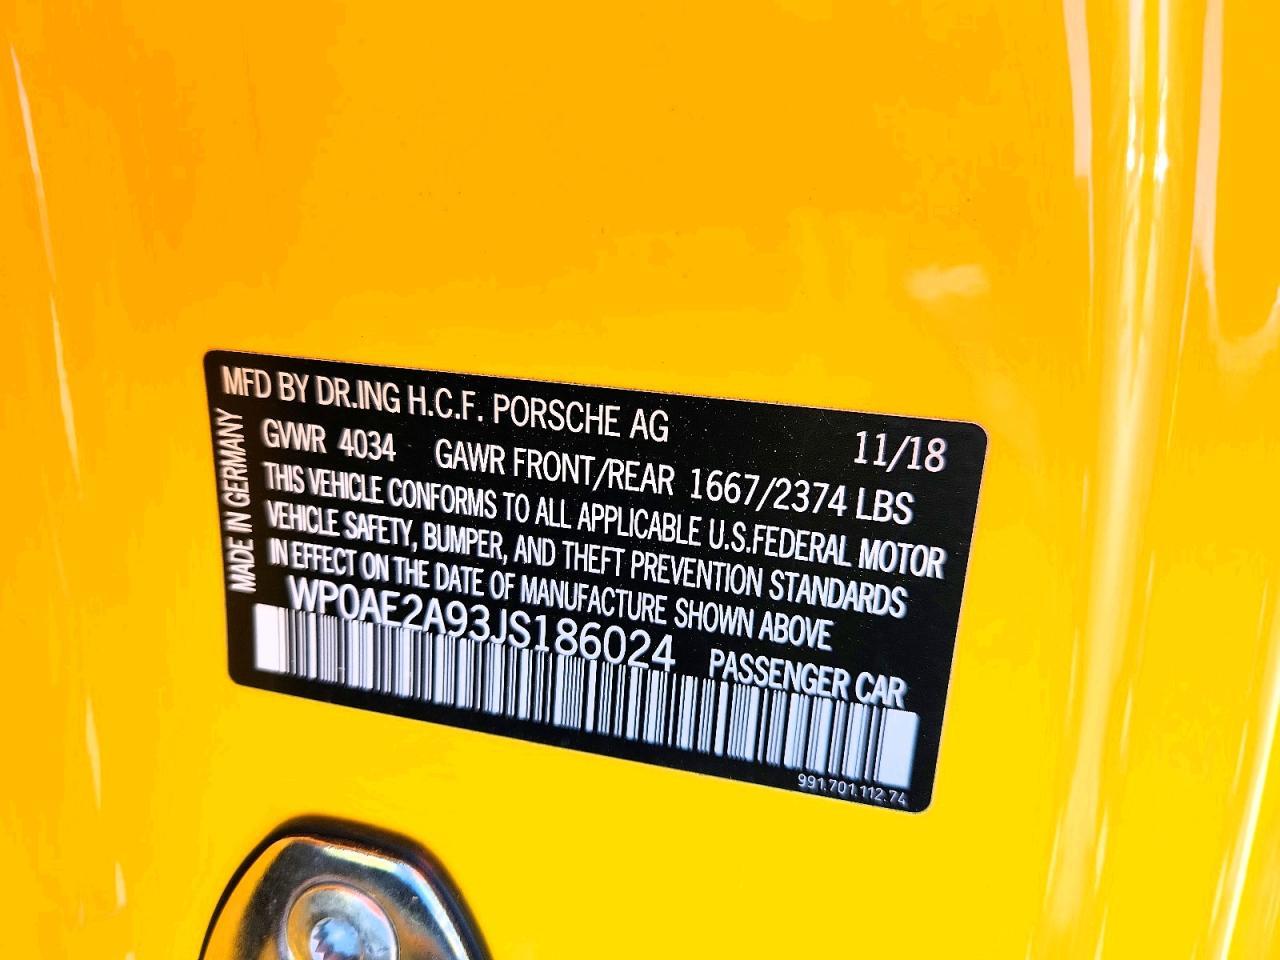 MFD BY DR.ING H.C.F. PORSCHE AG 11/18
GVWR 4034 GAWR FRONT/REAR 1667/2374 LBS
THIS VEHICLE CONFORMS TO ALL APPLICABLE U.S.FEDERAL MOTOR
VEHICLE SAFETY, BUMPER, AND THEFT PREVENTION STANDARDS
IN EFFECT ON THE DATE OF MANUFACTURE SHOWN ABOVE
WP0AE2A93JS186024 PASSENGER CAR
991.701.112.74
MADE IN GERMANY